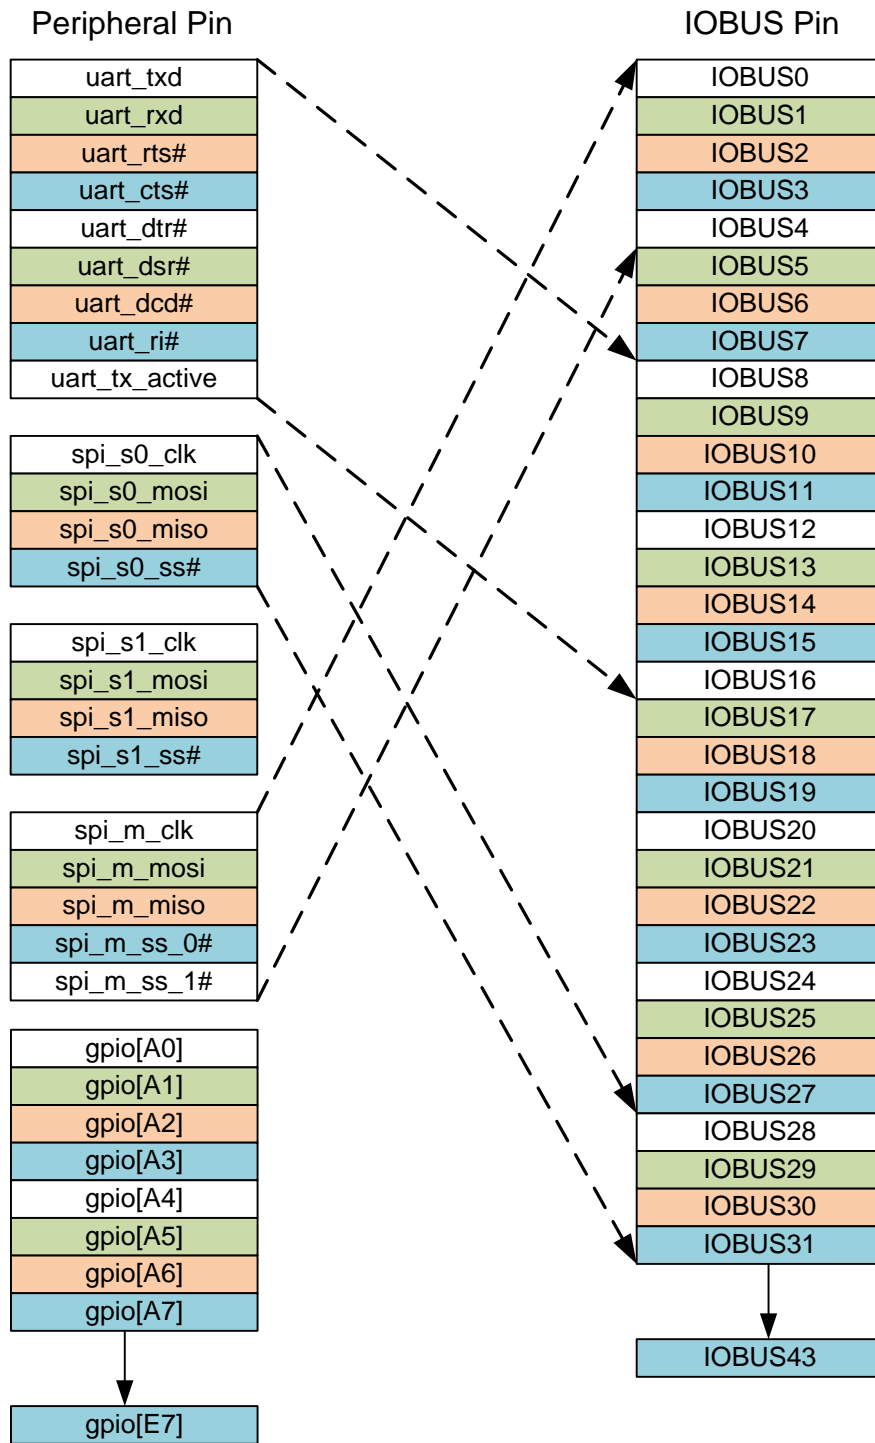 Peripheral Pin
uart_txd
uart_rxd
uart_rts#
uart_cts#
uart_dtr#
uart_dsr#
uart_dcd#
uart_ri#
uart_tx_active
spi_s0_clk
spi_s0_mosi
spi_s0_miso
spi_s0_ss#
spi_s1_clk
spi_s1_mosi
spi_s1_miso
spi_s1_ss#
spi_m_clk
spi_m_mosi
spi_m_miso
spi_m_ss_0#
spi_m_ss_1#
gpio[A0]
gpio[A1]
gpio[A2]
gpio[A3]
gpio[A4]
gpio[A5]
gpio[A6]
gpio[A7]
gpio[E7]
IOBUS Pin
IOBUS0
IOBUS1
IOBUS2
IOBUS3
IOBUS4
IOBUS5
IOBUS6
IOBUS7
IOBUS8
IOBUS9
IOBUS10
IOBUS11
IOBUS12
IOBUS13
IOBUS14
IOBUS15
IOBUS16
IOBUS17
IOBUS18
IOBUS19
IOBUS20
IOBUS21
IOBUS22
IOBUS23
IOBUS24
IOBUS25
IOBUS26
IOBUS27
IOBUS28
IOBUS29
IOBUS30
IOBUS31
IOBUS43